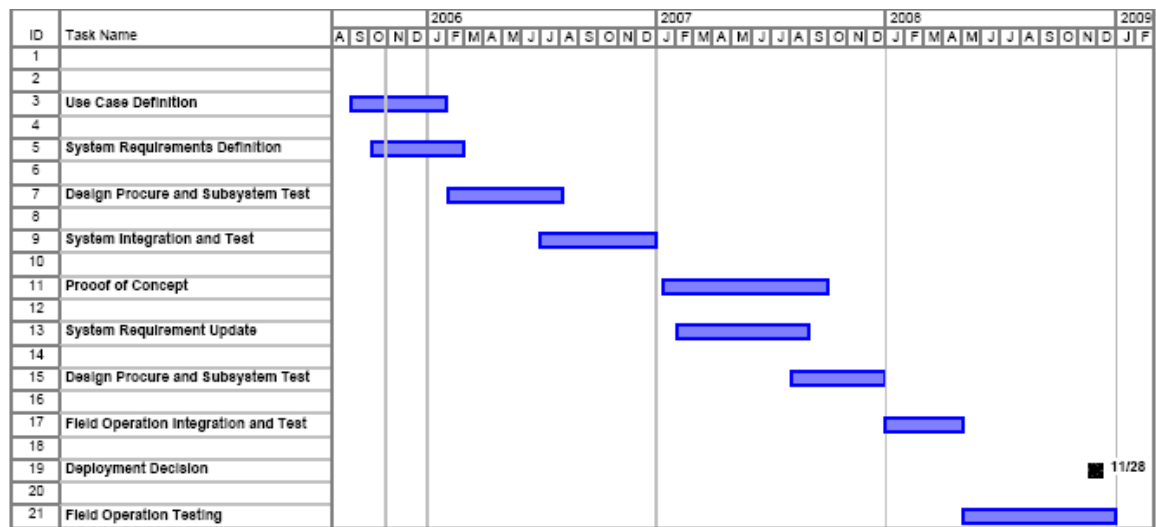 2006 2007 2008 2009
ID Task Name A S O N D J F M A M J J A S O N D J F M A M J J A S O N D J F M A M J J A S O N D J F
1
2
3 Use Case Definition
4
5 System Requirements Definition
6
7 Design Procure and Subsystem Test
8
9 System Integration and Test
10
11 Prooof of Concept
12
13 System Requirement Update
14
15 Design Procure and Subsystem Test
16
17 Field Operation Integration and Test
18
19 Deployment Decision 11/28
20
21 Field Operation Testing